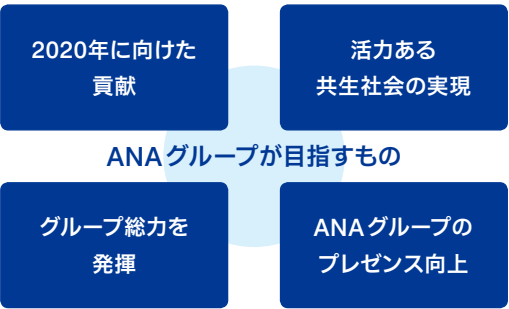 2020年に向けた
貢献
活力ある
共生社会の実現
ANAグループが目指すもの
グループ総力を
発揮
ANAグループの
プレゼンス向上